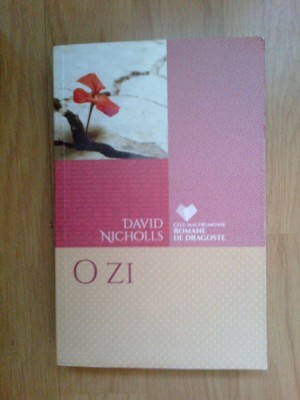 DAVID
NICHOLLS
CELE MAI FRUMOASE
ROMANE
DE DRAGOSTE
O ZI